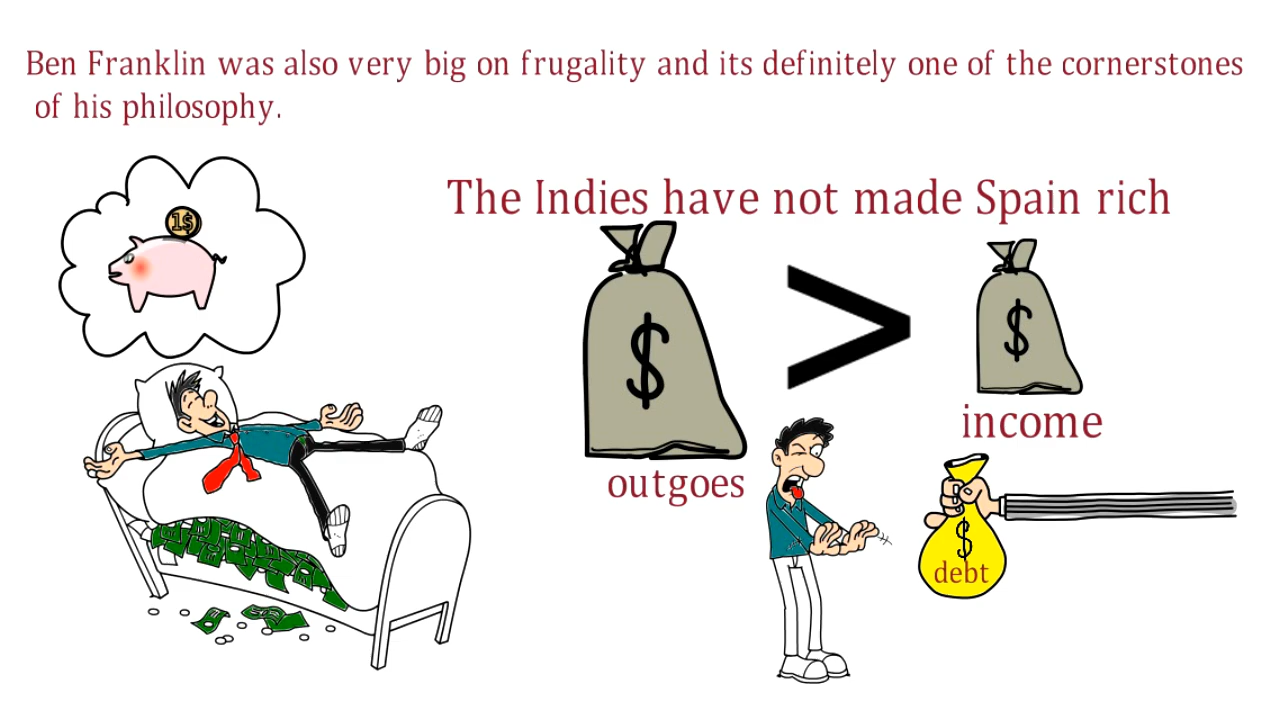 Ben Franklin was also very big on frugality and its definitely one of the cornerstones
of his philosophy.
1$
The Indies have not made Spain rich
$
>
$
outgoes
income
$
debt